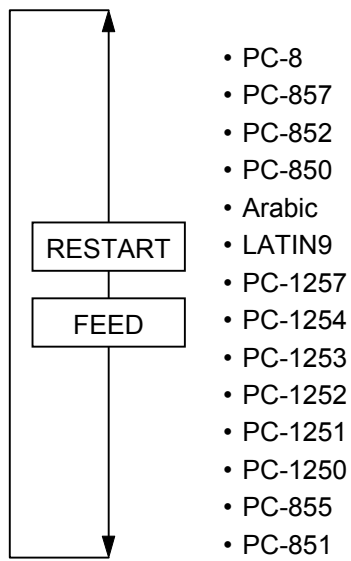 • PC-8
• PC-857
• PC-852
• PC-850
• Arabic
• LATIN9
• PC-1257
• PC-1254
• PC-1253
• PC-1252
• PC-1251
• PC-1250
• PC-855
• PC-851
RESTART
FEED